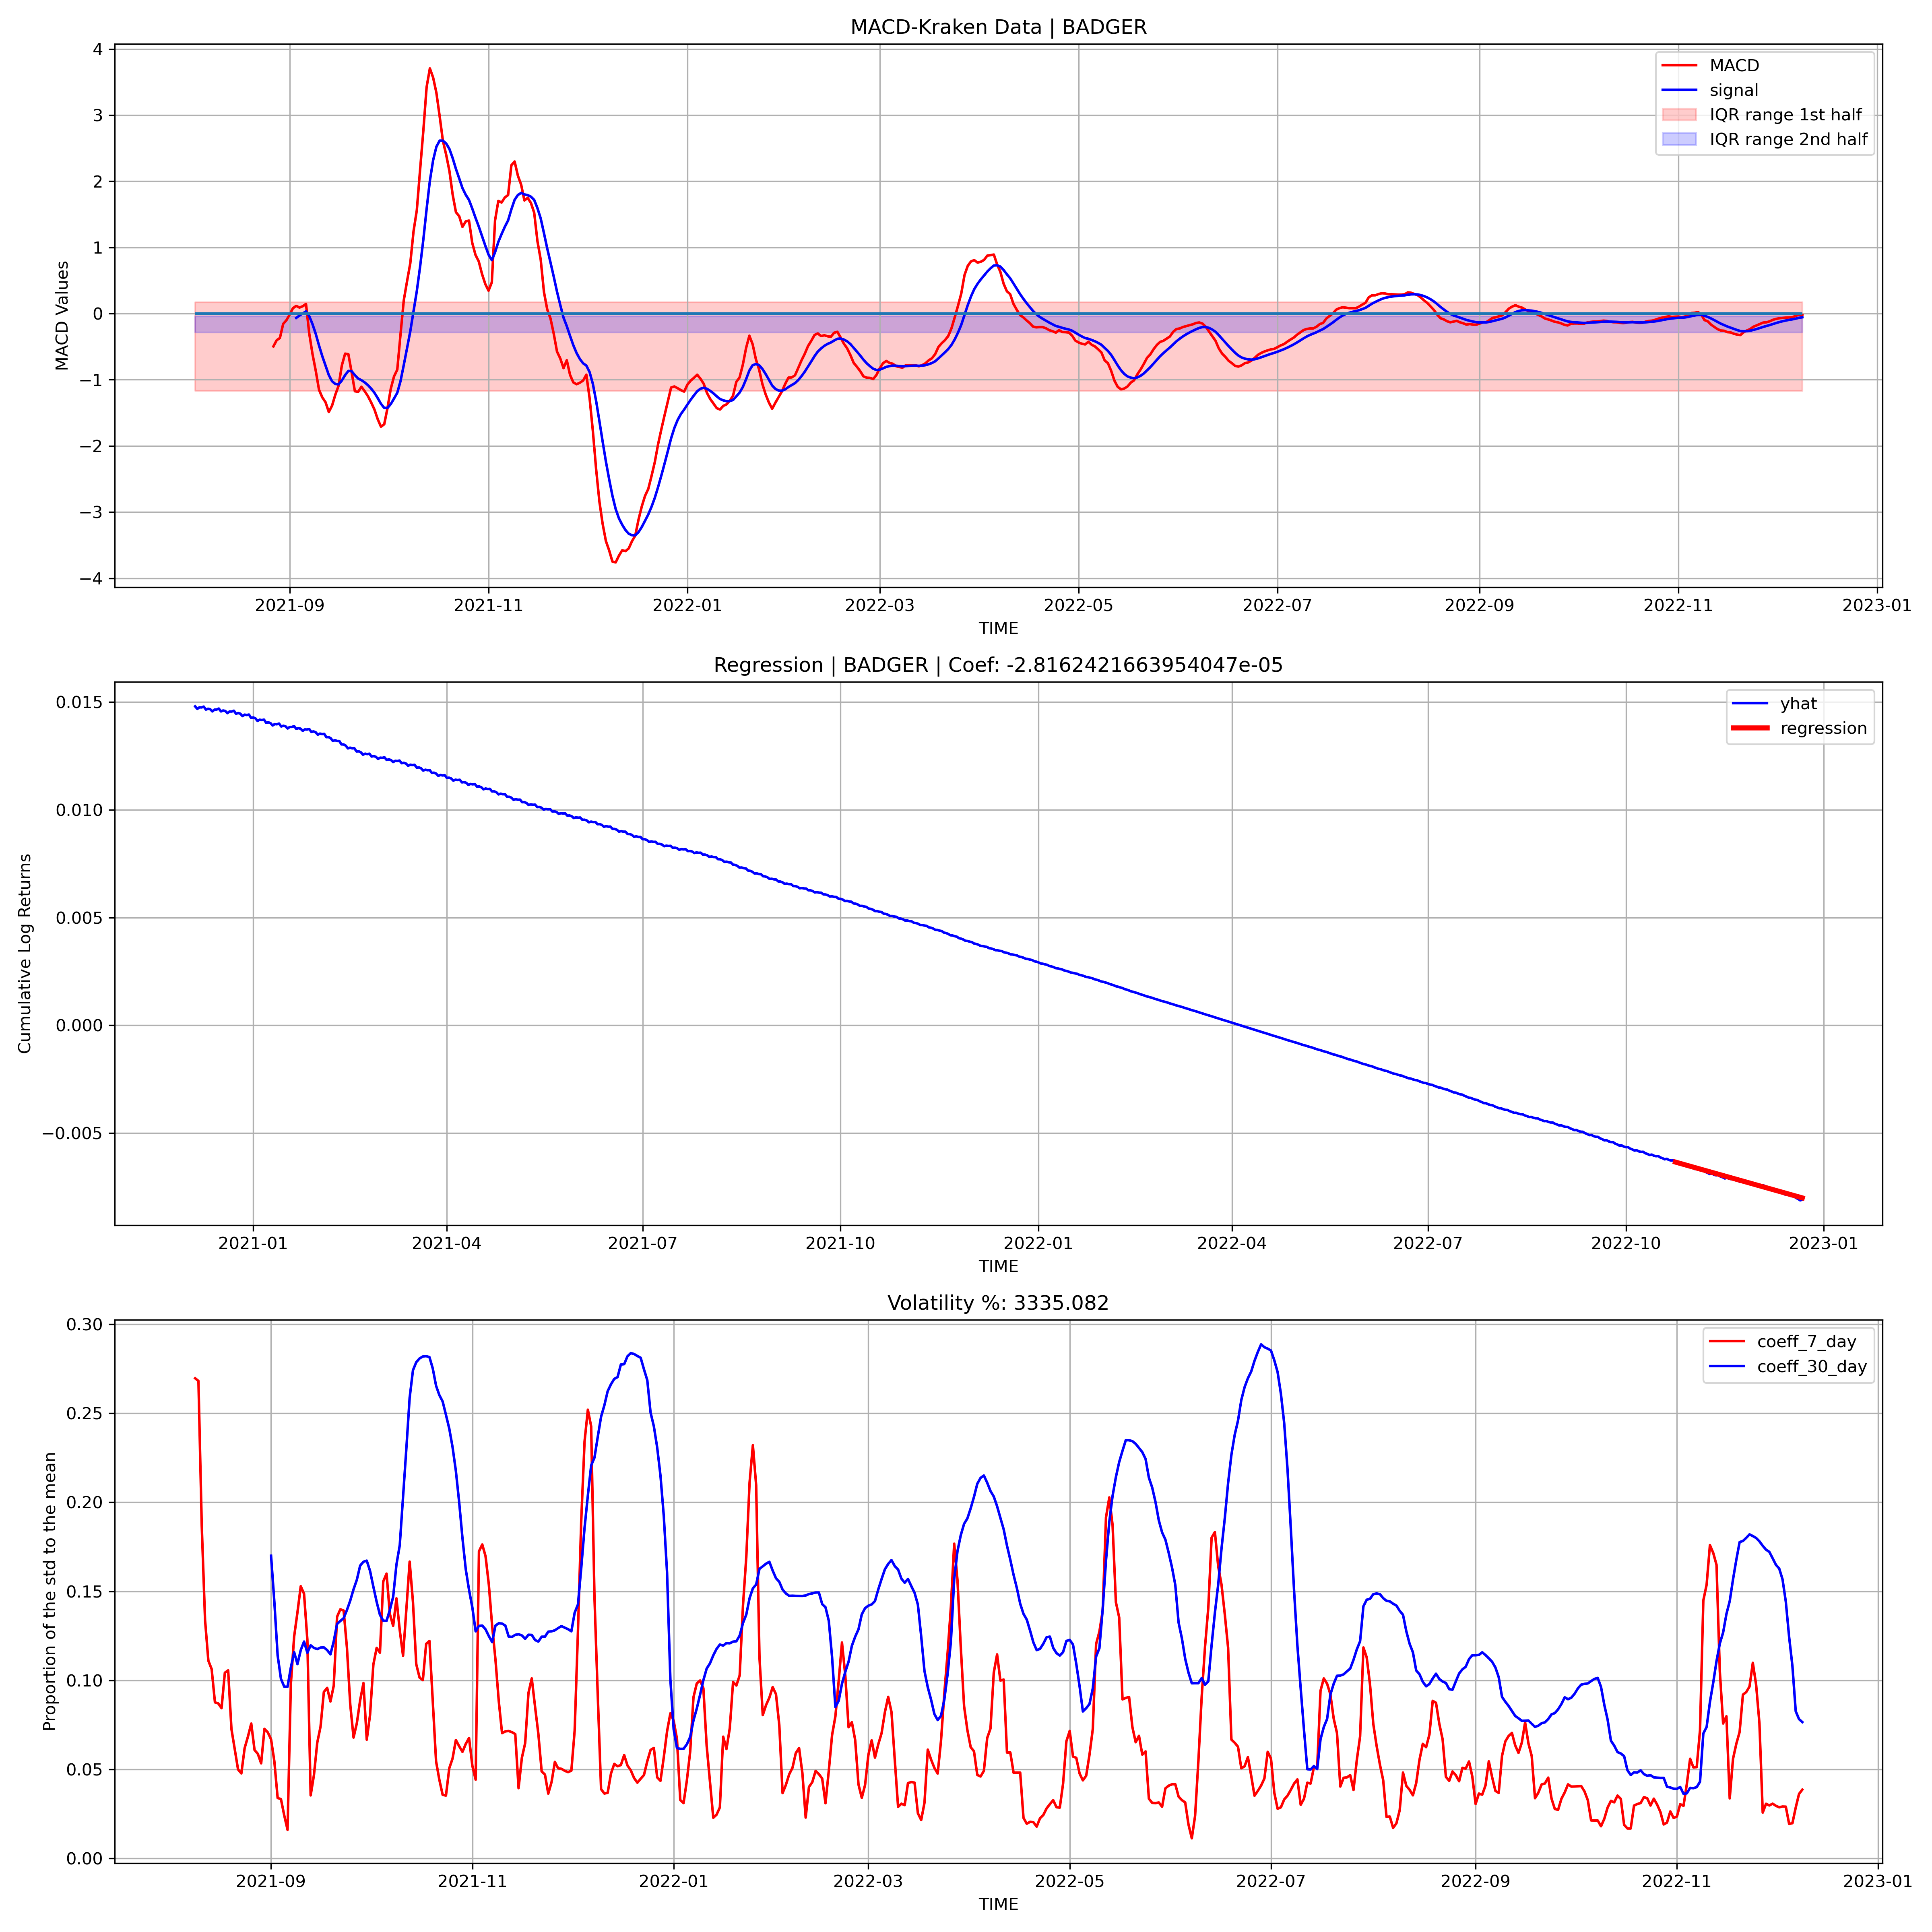 MACD-Kraken Data | BADGER
4
3
2
1
0
−1
−2
−3
−4
MACD Values
MACD
signal
IQR range 1st half
IQR range 2nd half
2021-09 2021-11 2022-01 2022-03 2022-05 2022-07 2022-09 2022-11 2023-01
TIME
Regression | BADGER | Coef: -2.8162421663954047e-05
0.015
0.010
0.005
0.000
−0.005
Cumulative Log Returns
yhat
regression
2021-01 2021-04 2021-07 2021-10 2022-01 2022-04 2022-07 2022-10 2023-01
TIME
Volatility %: 3335.082
0.30
0.25
0.20
0.15
0.10
0.05
0.00
Proportion of the std to the mean
coeff_7_day
coeff_30_day
2021-09 2021-11 2022-01 2022-03 2022-05 2022-07 2022-09 2022-11 2023-01
TIME